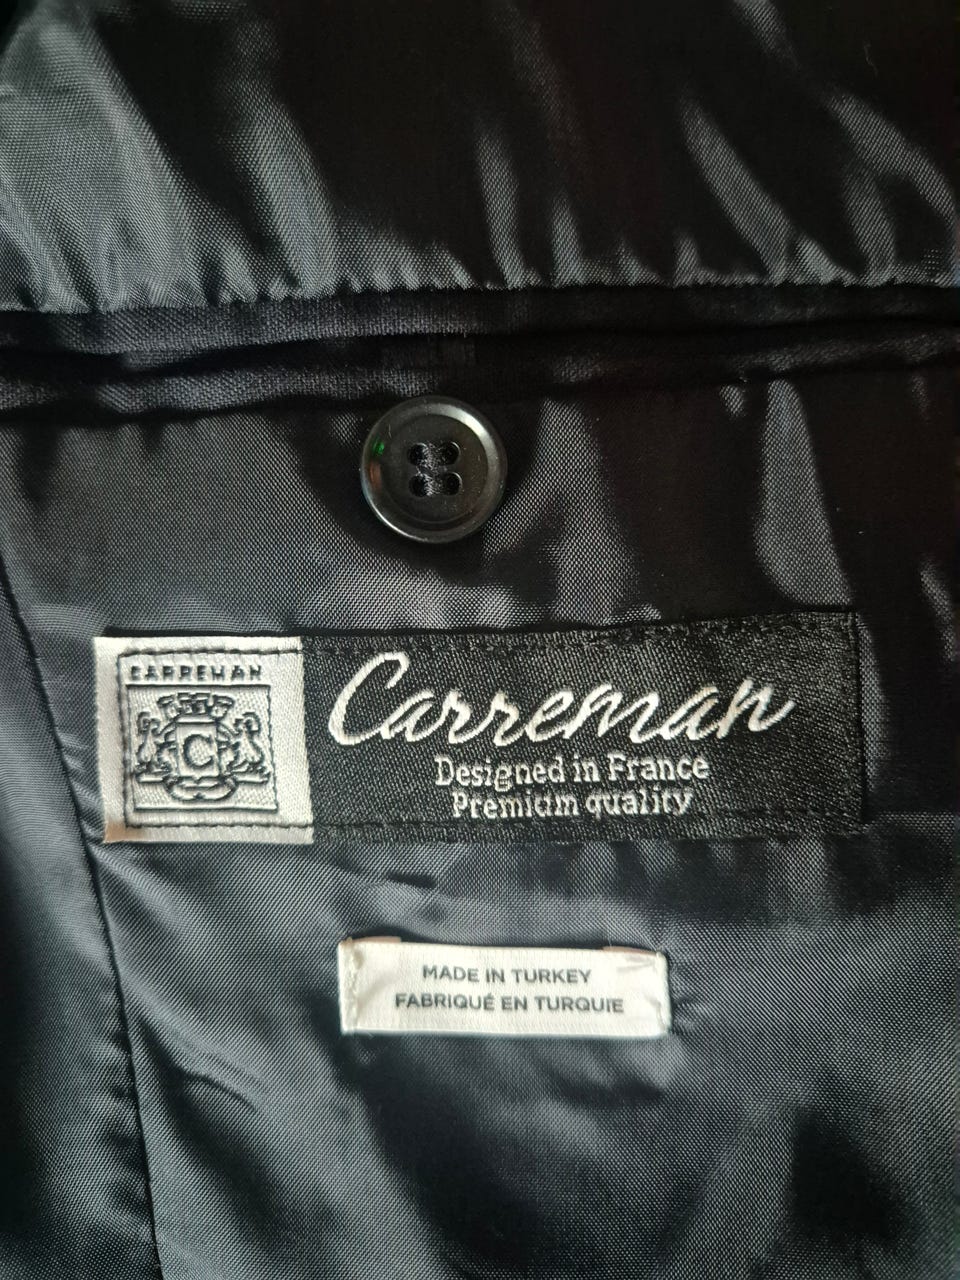 CARREMAN
C
Carreman
Designed in France
Premium quality
MADE IN TURKEY
FABRIQUÉ EN TURQUIE